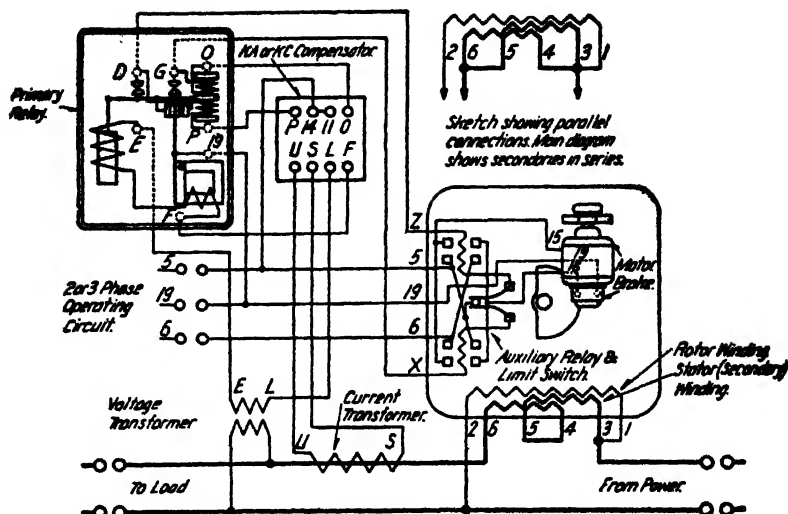 KA or KC Compensator
D G O
Primary
Relay.
E
P
19
F
P 14 11 O
U S L F
2 6 5 4 3 1
Sketch showing parallel
connections. Main diagram
shows secondaries in series.
Z
5
19
6
X
15
19
16
Motor
Brake.
5
19
6
2 or 3 Phase
Operating
Circuit.
Auxiliary Relay &
Limit Switch.
Rotor Winding.
Stator (Secondary)
Winding.
E L
Voltage
Transformer
Current
Transformer.
U S
2 6 5 4 3 1
To Load
From Power.